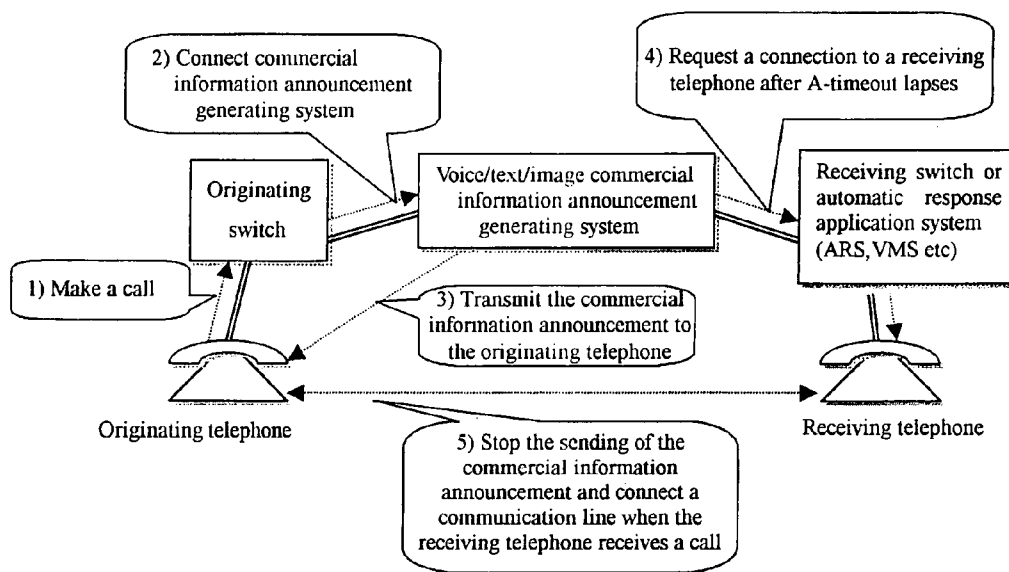 2) Connect commercial
information announcement
generating system
4) Request a connection to a receiving
telephone after A-timeout lapses
Originating
switch
Voice/text/image commercial
information announcement
generating system
Receiving switch or
automatic response
application system
(ARS,VMS etc)
1) Make a call
3) Transmit the commercial
information announcement to
the originating telephone
Originating telephone
Receiving telephone
5) Stop the sending of the
commercial information
announcement and connect a
communication line when the
receiving telephone receives a call